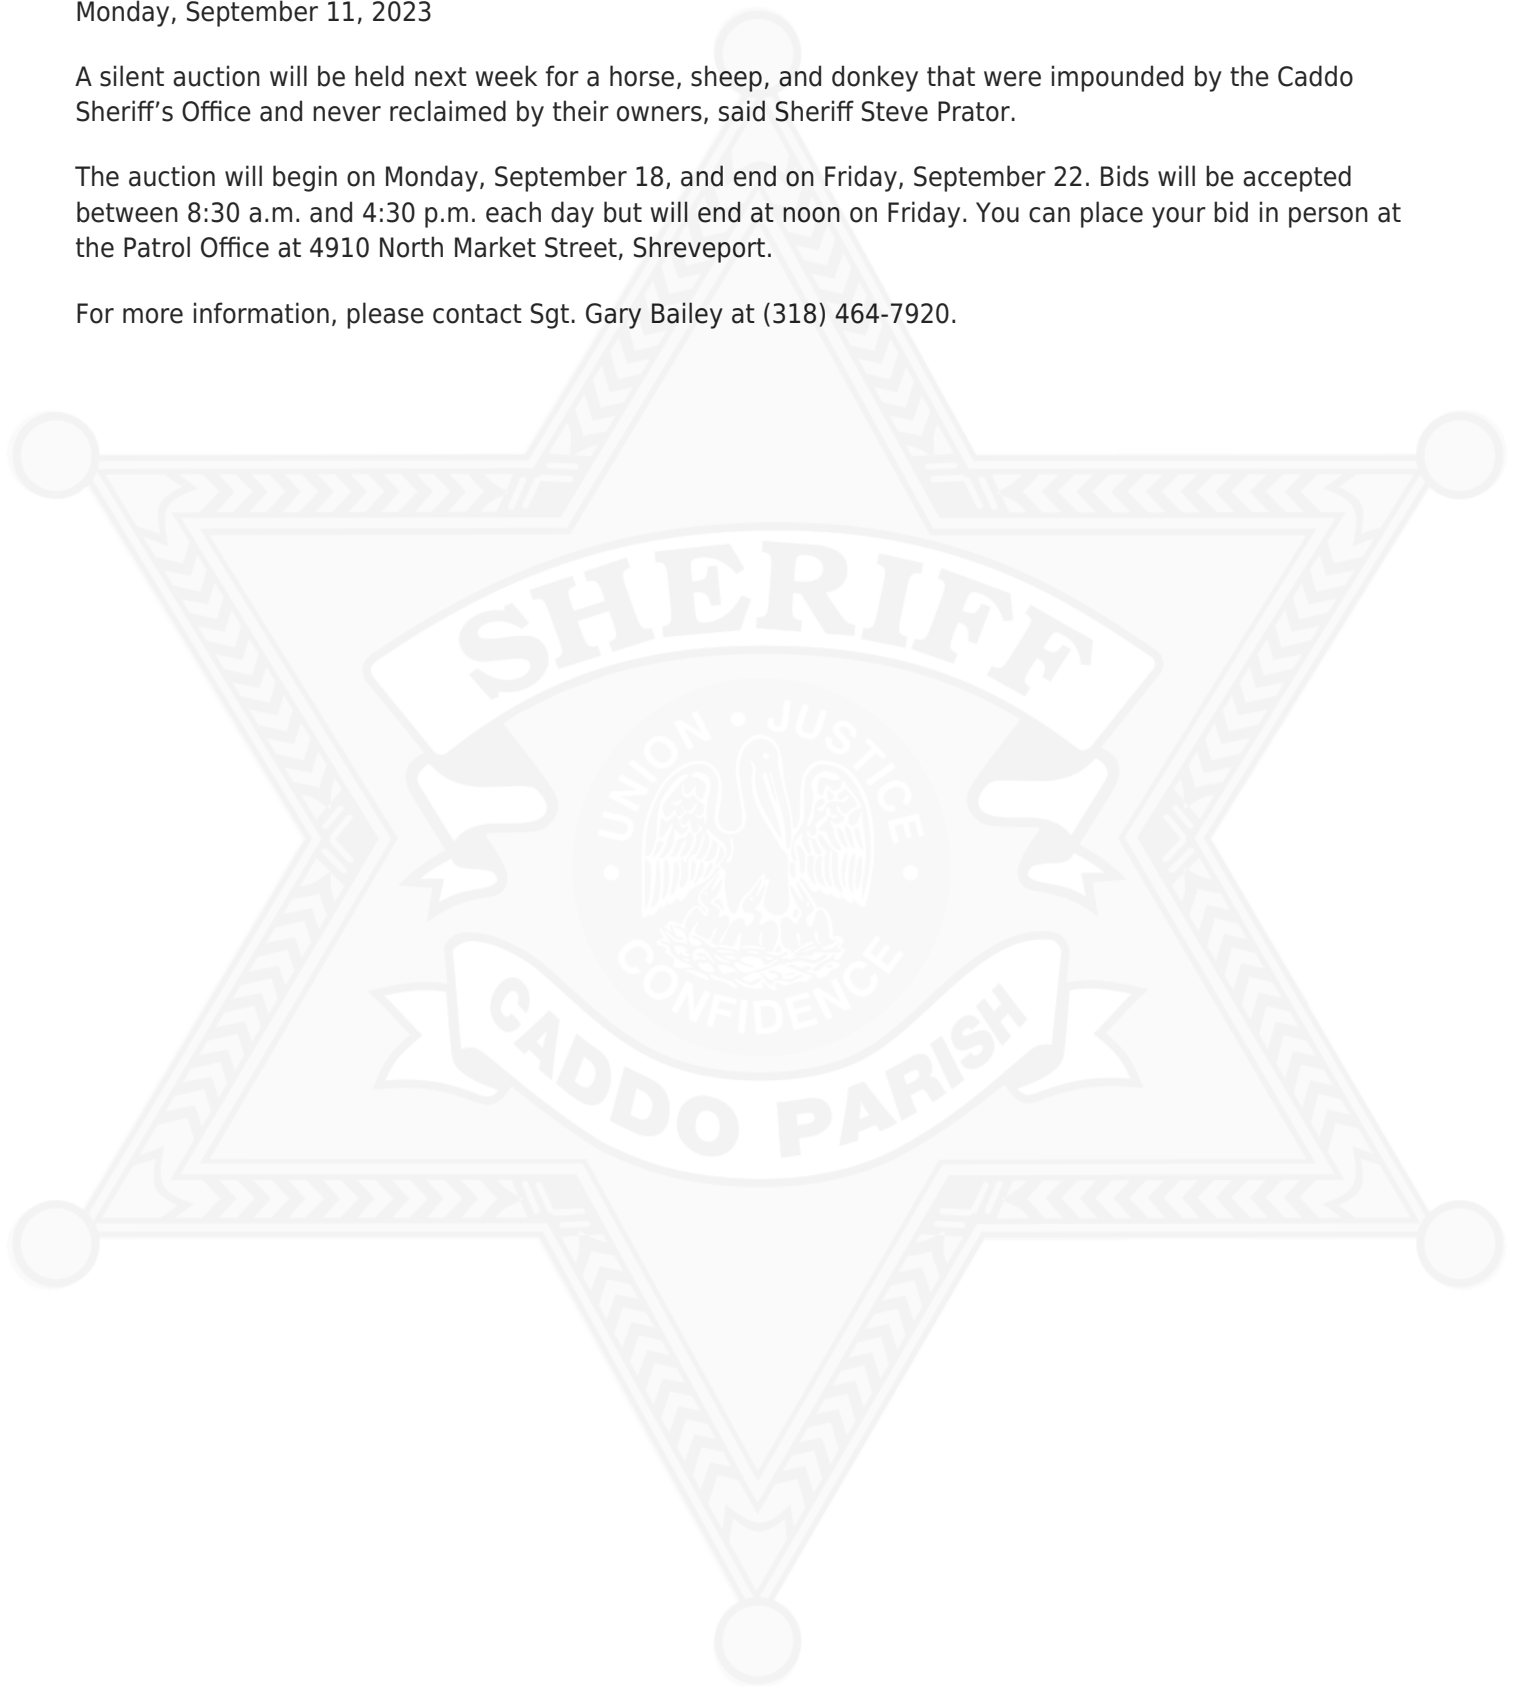 Monday, September 11, 2023
A silent auction will be held next week for a horse, sheep, and donkey that were impounded by the Caddo
Sheriff’s Office and never reclaimed by their owners, said Sheriff Steve Prator.
The auction will begin on Monday, September 18, and end on Friday, September 22. Bids will be accepted
between 8:30 a.m. and 4:30 p.m. each day but will end at noon on Friday. You can place your bid in person at
the Patrol Office at 4910 North Market Street, Shreveport.
For more information, please contact Sgt. Gary Bailey at (318) 464-7920.
SHERIFF
UNION • JUSTICE
• CONFIDENCE •
CADDO PARISH